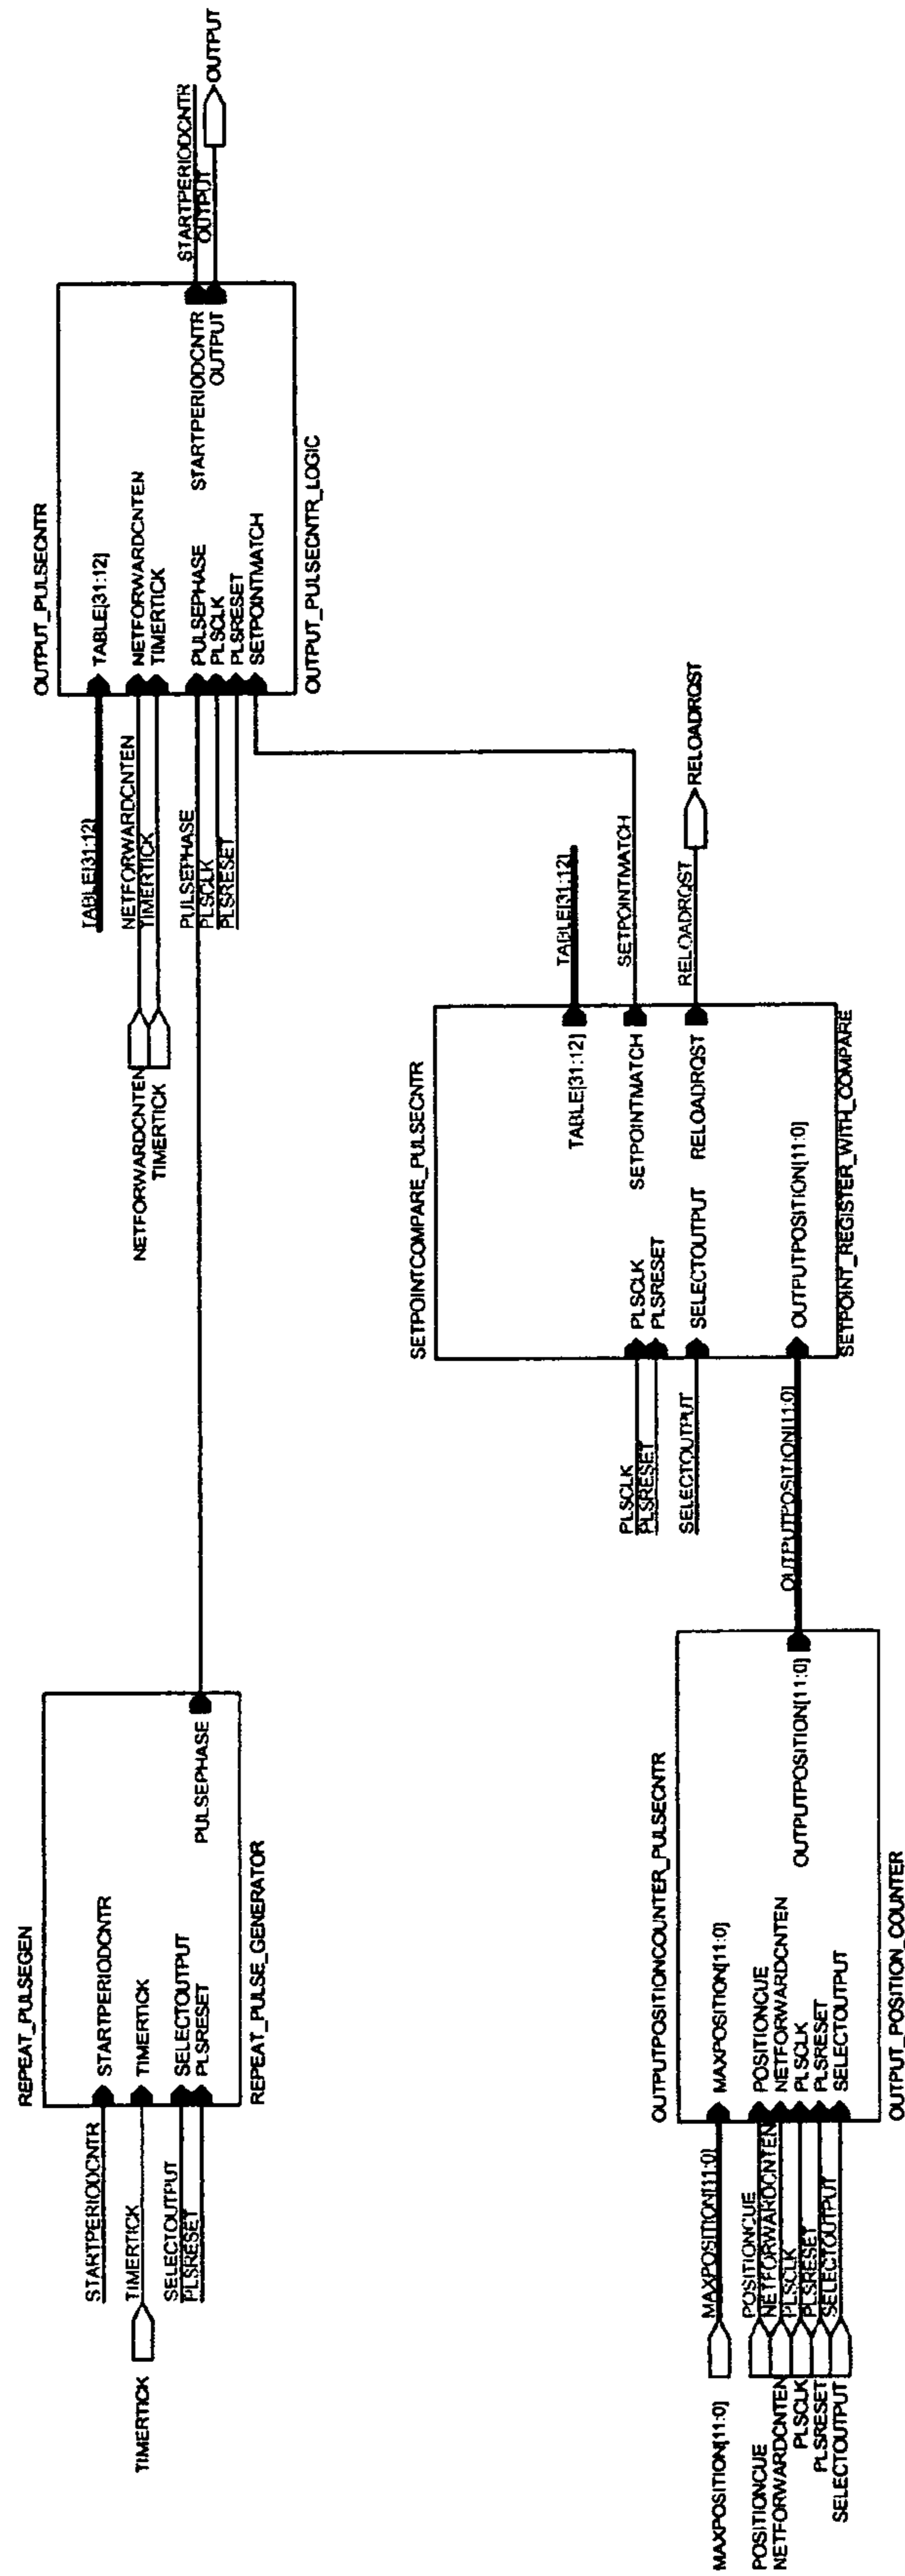 REPEAT_PULSEGEN
TIMERTICK
STARTPERIODCNTR
TIMERTICK
SELECTOUTPUT
PLSRESET
STARTPERIODCNTR
TIMERTICK
SELECTOUTPUT
PLSRESET
PULSEPHASE
REPEAT_PULSE_GENERATOR
OUTPUT_PULSECNTR
NETFORWARDCNTEN
TIMERTICK
TABLE[31:12]
NETFORWARDCNTEN
TIMERTICK
PULSEPHASE
PLSCLK
PLSRESET
TABLE[31:12]
NETFORWARDCNTEN
TIMERTICK
PULSEPHASE
PLSCLK
PLSRESET
SETPOINTMATCH
STARTPERIODCNTR
OUTPUT
STARTPERIODCNTR
OUTPUT
OUTPUT
OUTPUT_PULSECNTR_LOGIC
OUTPUTPOSITIONCOUNTER_PULSECNTR
MAXPOSITION[11:0]
POSITIONCUE
NETFORWARDCNTEN
PLSCLK
PLSRESET
SELECTOUTPUT
MAXPOSITION[11:0]
POSITIONCUE
NETFORWARDCNTEN
PLSCLK
PLSRESET
SELECTOUTPUT
MAXPOSITION[11:0]
POSITIONCUE
NETFORWARDCNTEN
PLSCLK
PLSRESET
SELECTOUTPUT
OUTPUTPOSITION[11:0]
OUTPUT_POSITION_COUNTER
SETPOINTCOMPARE_PULSECNTR
PLSCLK
PLSRESET
SELECTOUTPUT
OUTPUTPOSITION[11:0]
PLSCLK
PLSRESET
SELECTOUTPUT
OUTPUTPOSITION[11:0]
TABLE[31:12]
SETPOINTMATCH
RELOADRQST
TABLE[31:12]
SETPOINTMATCH
RELOADRQST
RELOADRQST
SETPOINT_REGISTER_WITH_COMPARE